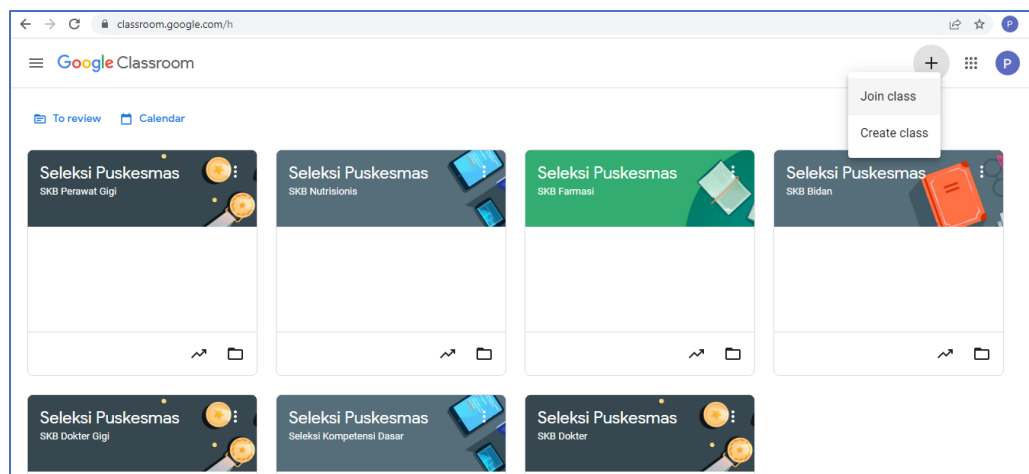 classroom.google.com/h
P
Google Classroom
P
Join class
Create class
To review
Calendar
Seleksi Puskesmas
SKB Perawat Gigi
Seleksi Puskesmas
SKB Nutrisionis
Seleksi Puskesmas
SKB Farmasi
Seleksi Puskesmas
SKB Bidan
Seleksi Puskesmas
SKB Dokter Gigi
Seleksi Puskesmas
Seleksi Kompetensi Dasar
Seleksi Puskesmas
SKB Dokter